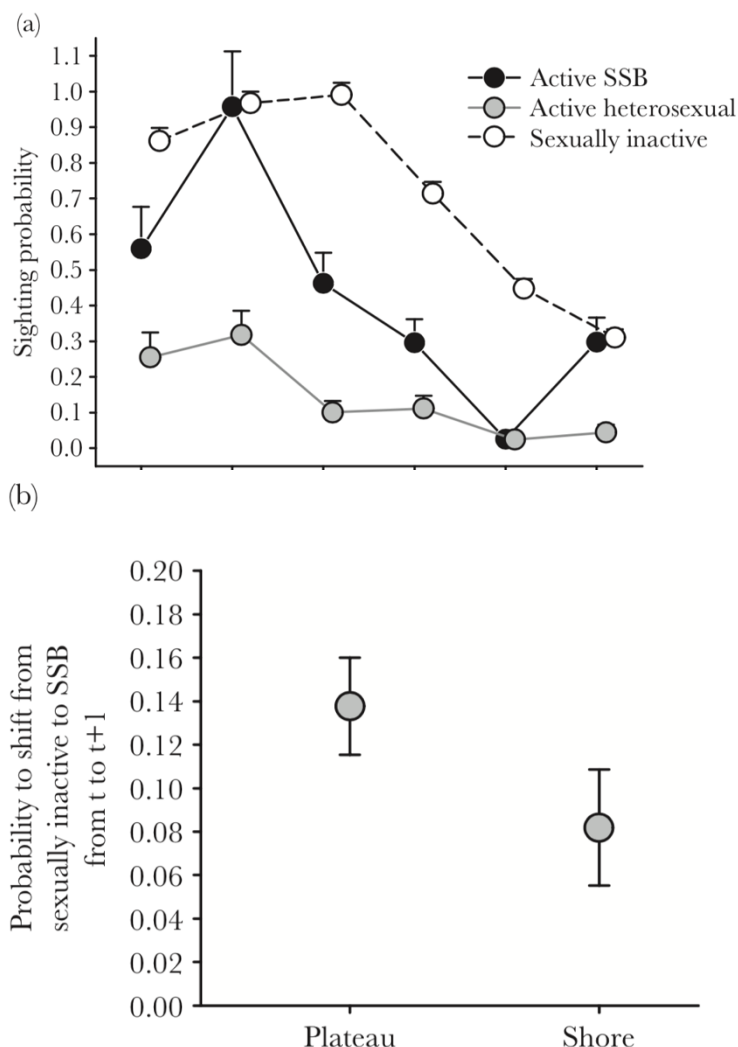 (a)
1.1
1.0
0.9
0.8
0.7
0.6
0.5
0.4
0.3
0.2
0.1
0.0
Sighting probability
Active SSB
Active heterosexual
Sexually inactive
(b)
0.20
0.18
0.16
0.14
0.12
0.10
0.08
0.06
0.04
0.02
0.00
Probability to shift from
sexually inactive to SSB
from t to t+1
Plateau
Shore